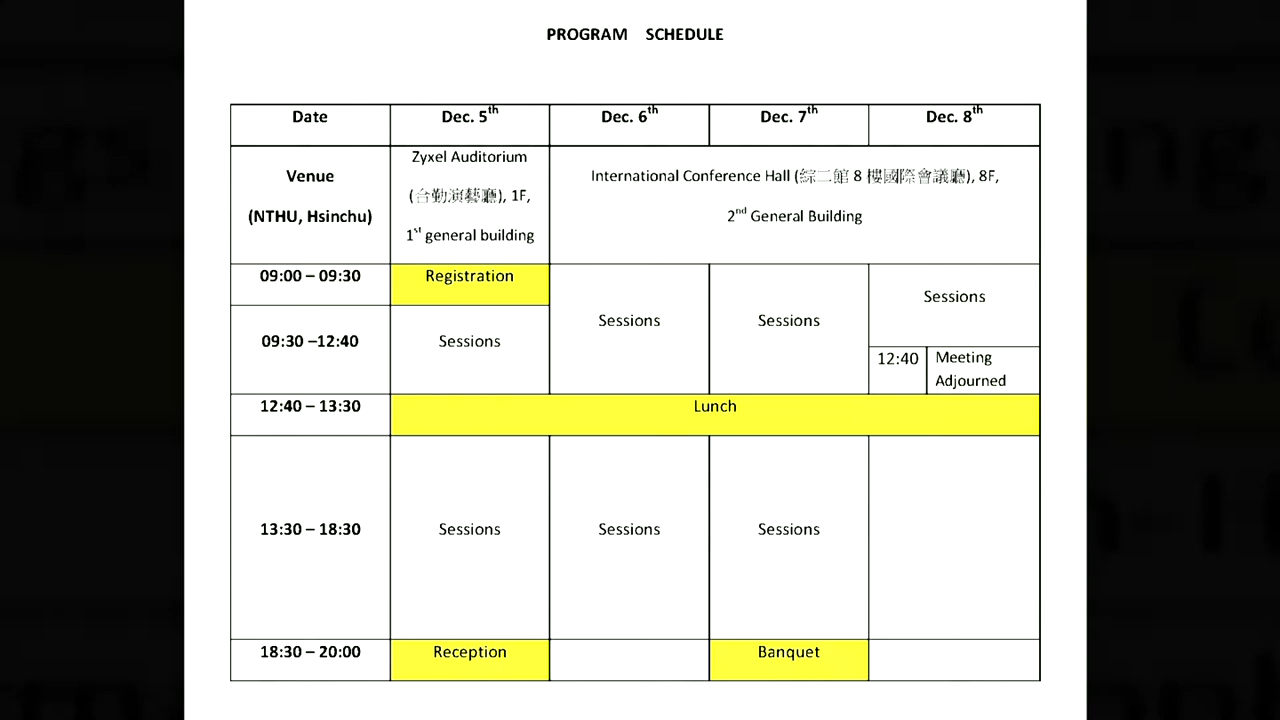 PROGRAM SCHEDULE
Date Dec. 5th Dec. 6th Dec. 7th Dec. 8th
Venue
(NTHU, Hsinchu)
Zyxel Auditorium
(合勤演藝廳), 1F,
1st general building
International Conference Hall (綜二館 8 樓國際會議廳), 8F,
2nd General Building
09:00 – 09:30 Registration
Sessions Sessions Sessions
09:30 –12:40 Sessions
12:40 Meeting
Adjourned
12:40 – 13:30 Lunch
13:30 – 18:30 Sessions Sessions Sessions
18:30 – 20:00 Reception Banquet